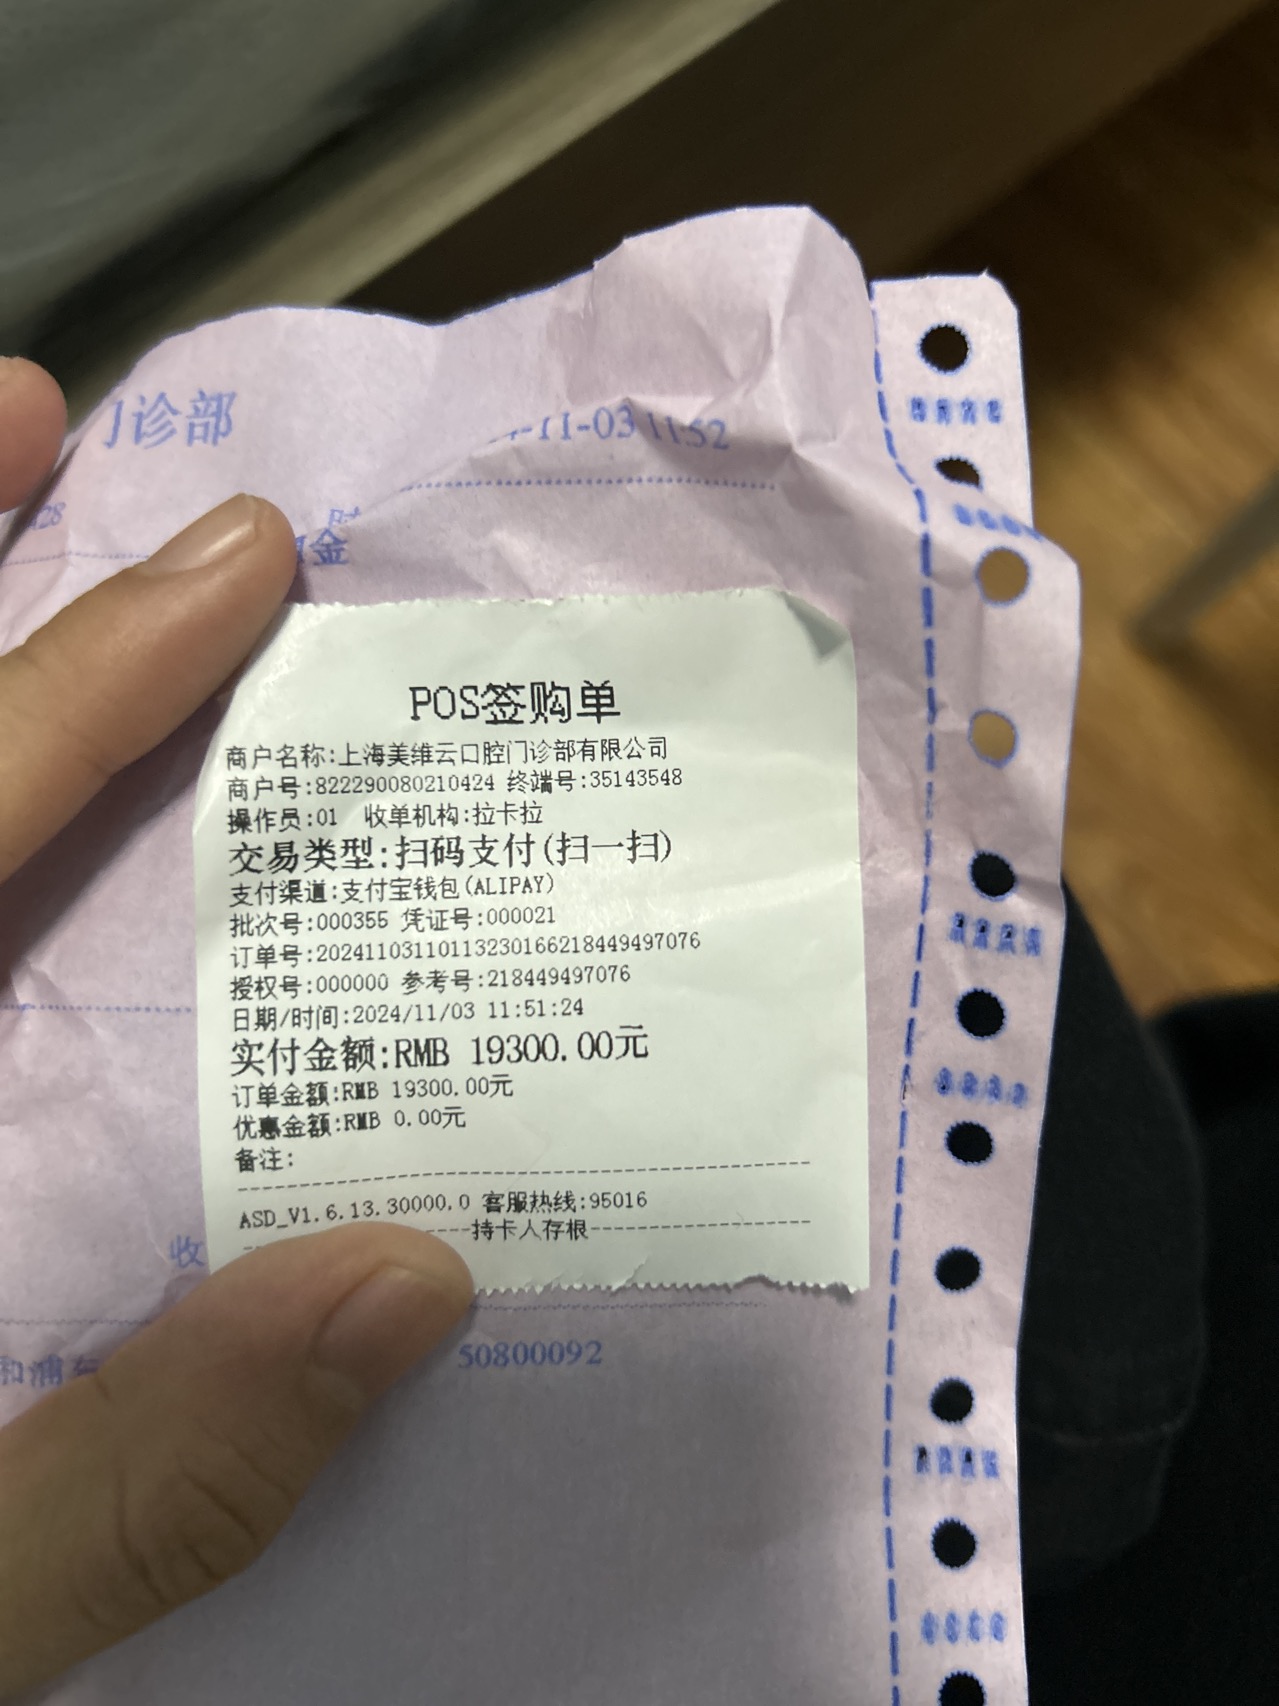 门诊部
-11-03 11:52
金
POS签购单
商户名称:上海美维云口腔门诊部有限公司
商户号:822290080210424 终端号:35143548
操作员:01 收单机构:拉卡拉
交易类型:扫码支付(扫一扫)
支付渠道:支付宝钱包(ALIPAY)
批次号:000355 凭证号:000021
订单号:20241103110113230166218449497076
授权号:000000 参考号:218449497076
日期/时间:2024/11/03 11:51:24
实付金额:RMB 19300.00元
订单金额:RMB 19300.00元
优惠金额:RMB 0.00元
备注:
ASD_V1.6.13.30000.0 客服热线:95016
持卡人存根
收
和浦东
50800092